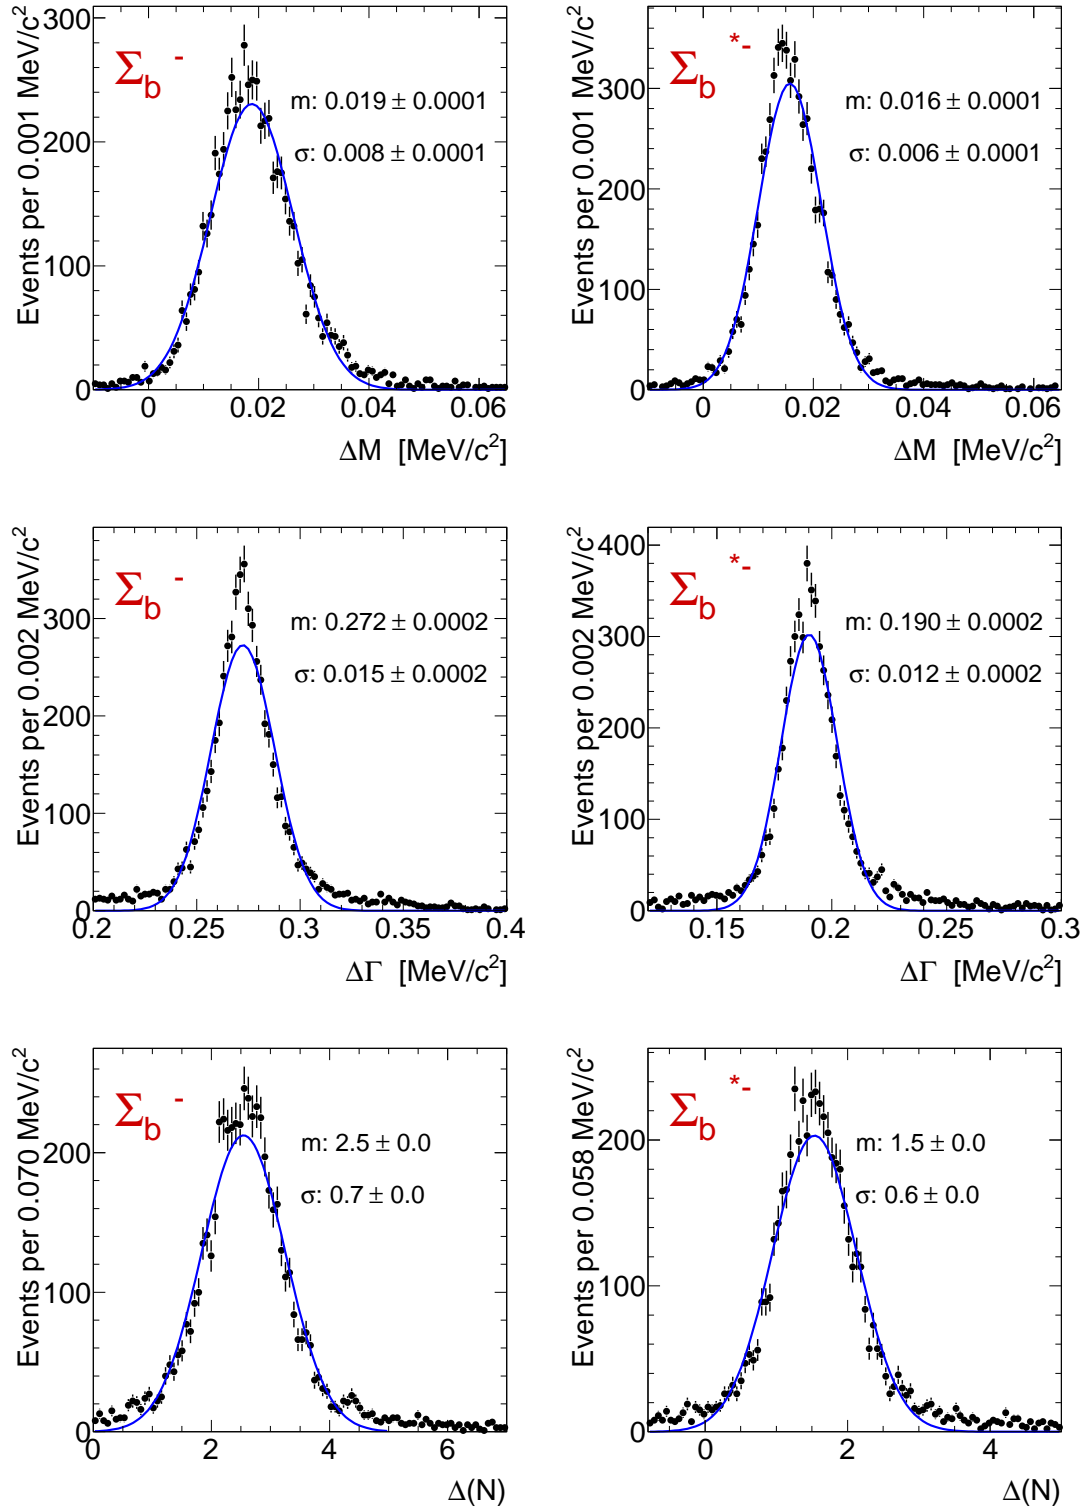 Events per 0.001 MeV/c²
300
200
100
0
Σb -
m: 0.019 ± 0.0001
σ: 0.008 ± 0.0001
0 0.02 0.04 0.06
ΔM [MeV/c²]
Events per 0.001 MeV/c²
300
200
100
0
Σb *-
m: 0.016 ± 0.0001
σ: 0.006 ± 0.0001
0 0.02 0.04 0.06
ΔM [MeV/c²]
Events per 0.002 MeV/c²
300
200
100
0
Σb -
m: 0.272 ± 0.0002
σ: 0.015 ± 0.0002
0.2 0.25 0.3 0.35 0.4
ΔΓ [MeV/c²]
Events per 0.002 MeV/c²
400
300
200
100
0
Σb *-
m: 0.190 ± 0.0002
σ: 0.012 ± 0.0002
0.15 0.2 0.25 0.3
ΔΓ [MeV/c²]
Events per 0.070 MeV/c²
200
100
0
Σb -
m: 2.5 ± 0.0
σ: 0.7 ± 0.0
0 2 4 6
Δ(N)
Events per 0.058 MeV/c²
200
100
0
Σb *-
m: 1.5 ± 0.0
σ: 0.6 ± 0.0
0 2 4
Δ(N)